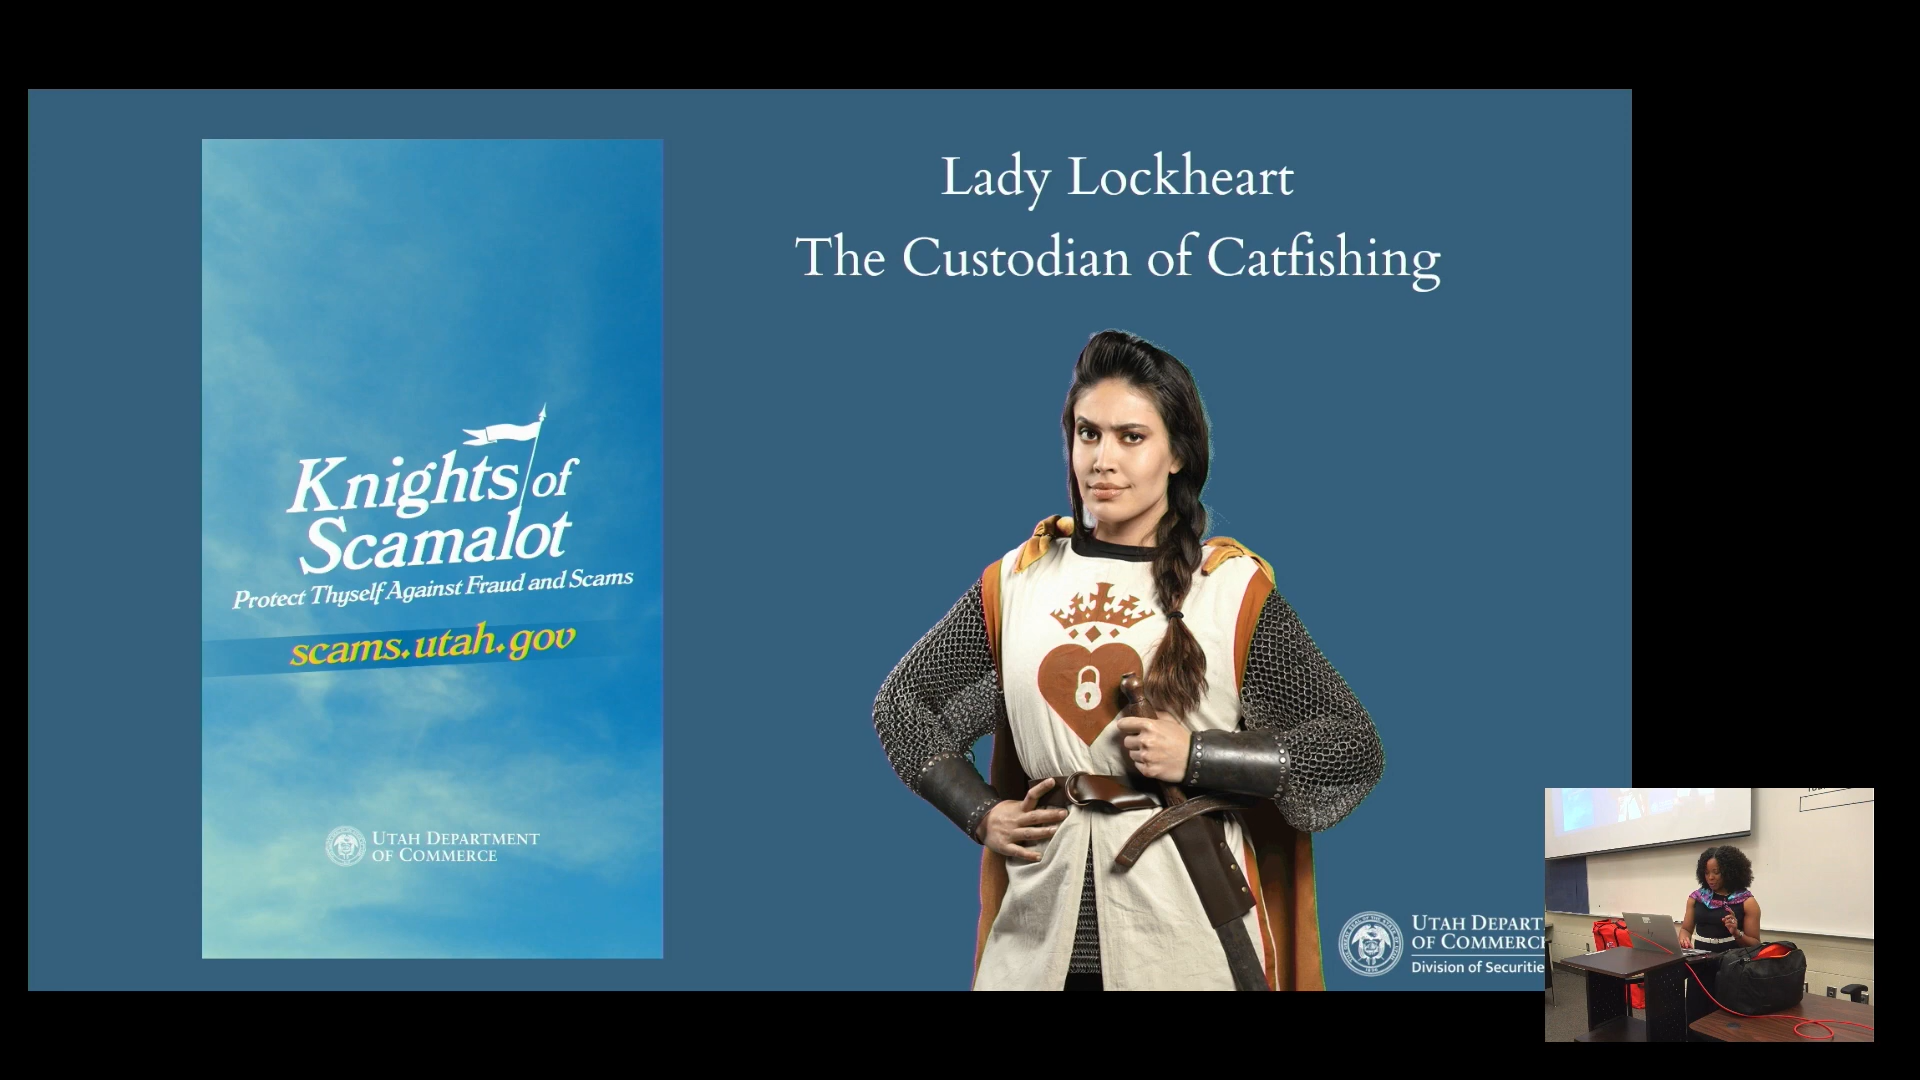 Lady Lockheart
The Custodian of Catfishing
Knights of
Scamalot
Protect Thyself Against Fraud and Scams
scams.utah.gov
UTAH DEPARTMENT
OF COMMERCE
UTAH DEPART
OF COMMERC
Division of Securitie